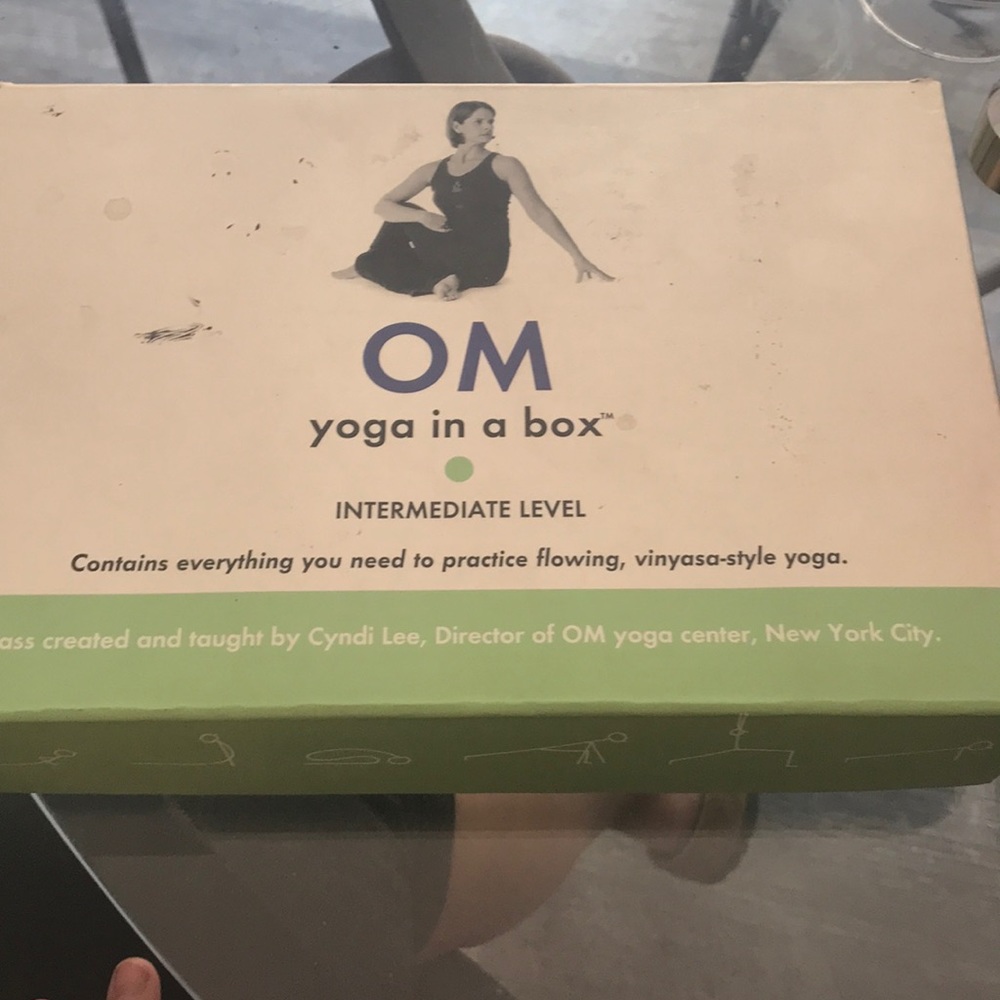 OM
yoga in a box™
INTERMEDIATE LEVEL
Contains everything you need to practice flowing, vinyasa-style yoga.
ass created and taught by Cyndi Lee, Director of OM yoga center, New York City.